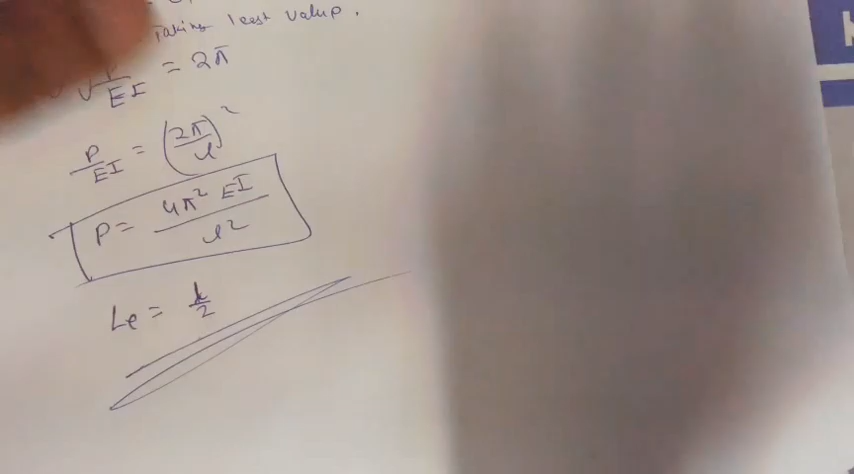 Taking least value.
√ P/EI = 2π
P/EI = (2π/l)²
P = 4π² EI / l²
Le = l/2